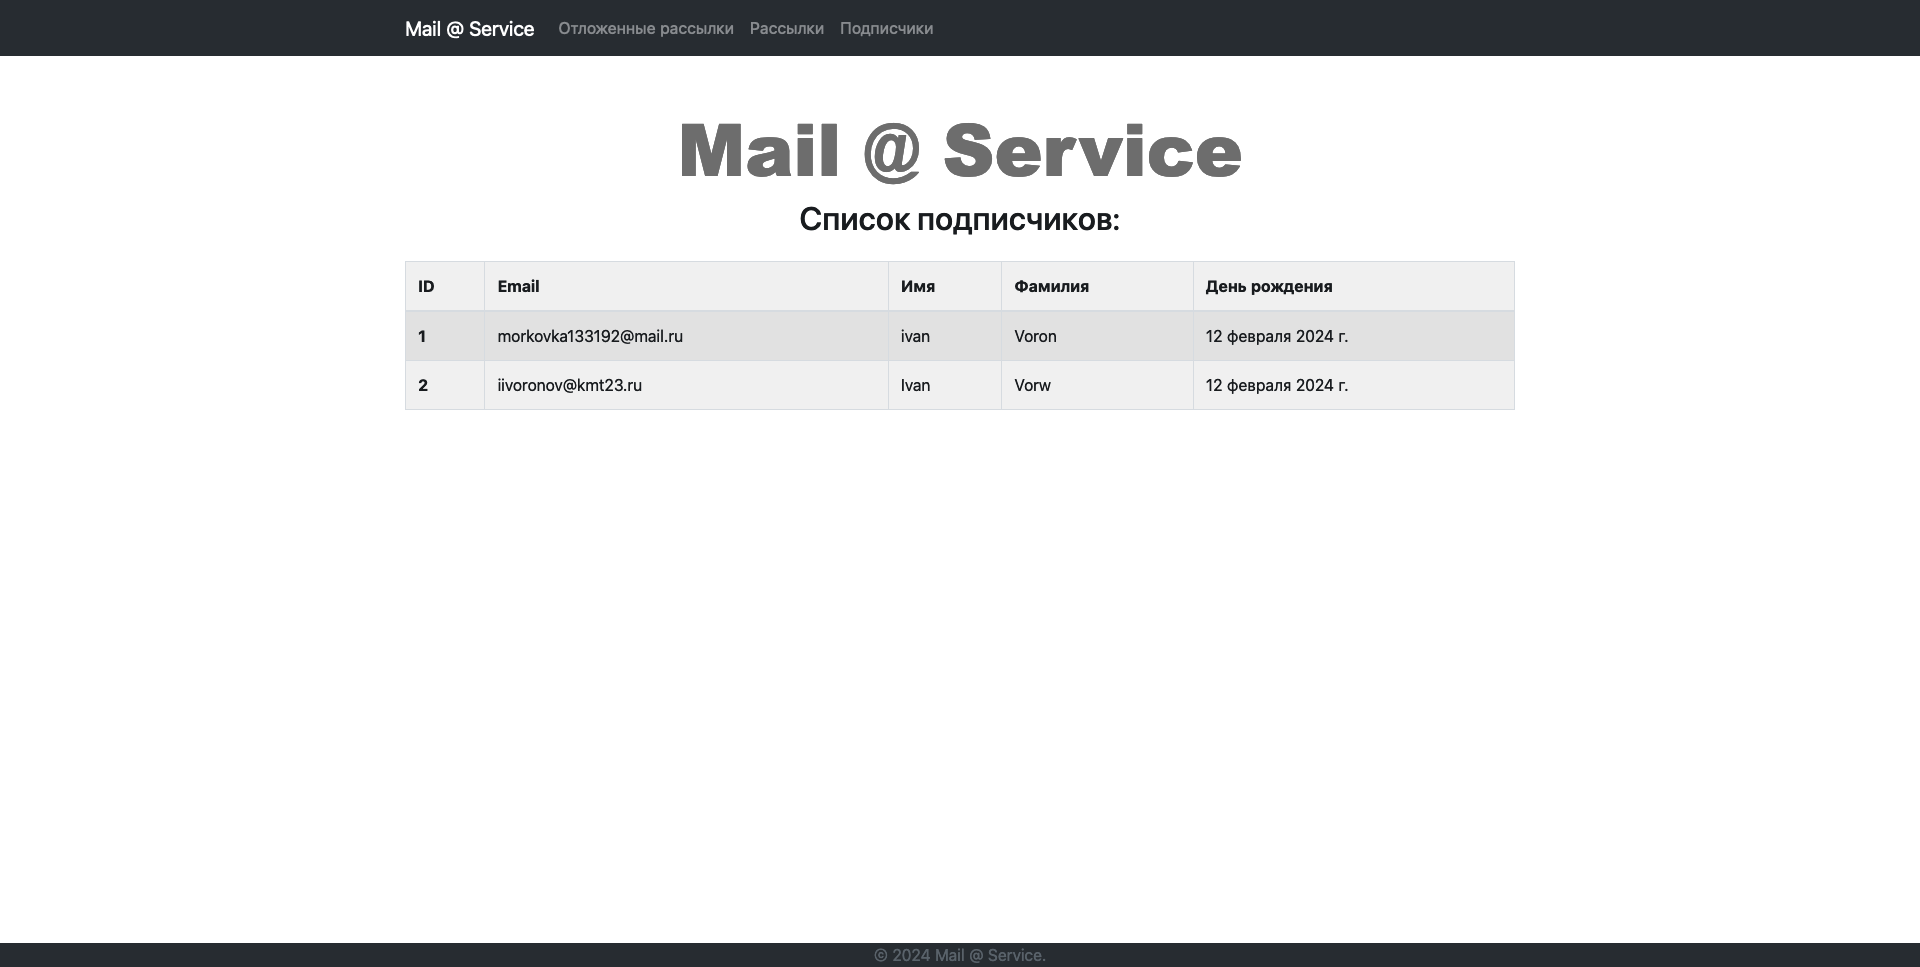 Mail @ Service Отложенные рассылки Рассылки Подписчики
Mail @ Service
Список подписчиков:
ID Email Имя Фамилия День рождения
1 morkovka133192@mail.ru ivan Voron 12 февраля 2024 г.
2 iivoronov@kmt23.ru Ivan Vorw 12 февраля 2024 г.
© 2024 Mail @ Service.